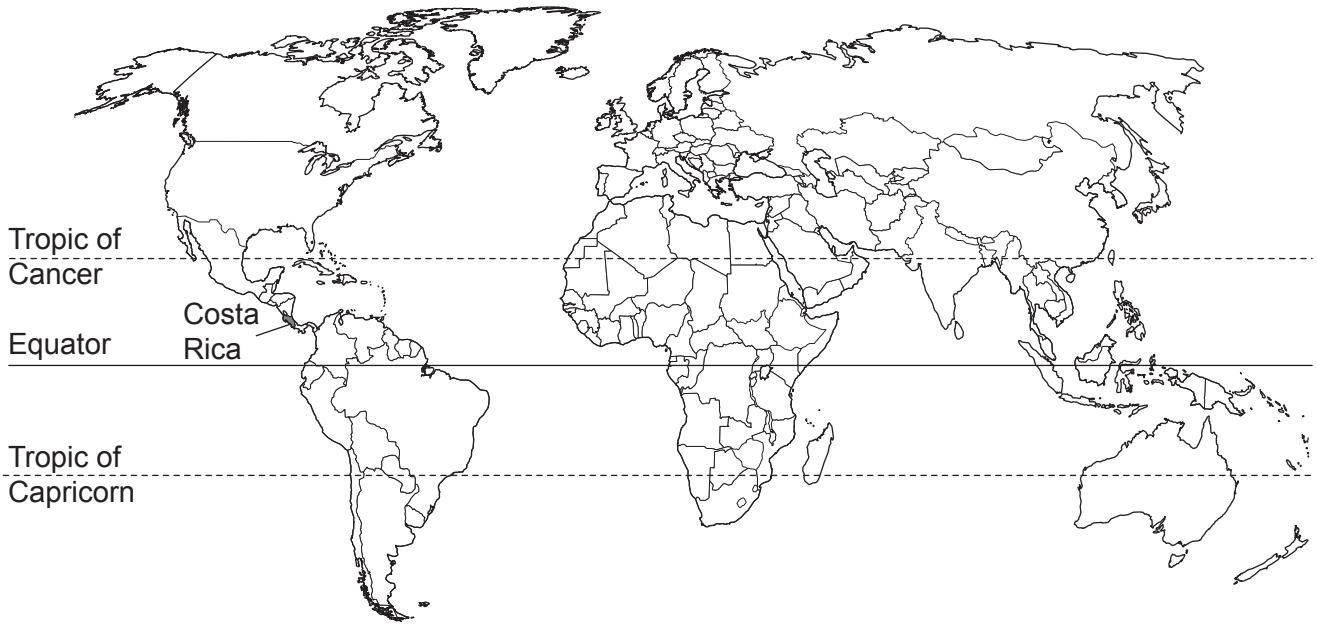 Tropic of
Cancer
Costa
Rica
Equator
Tropic of
Capricorn